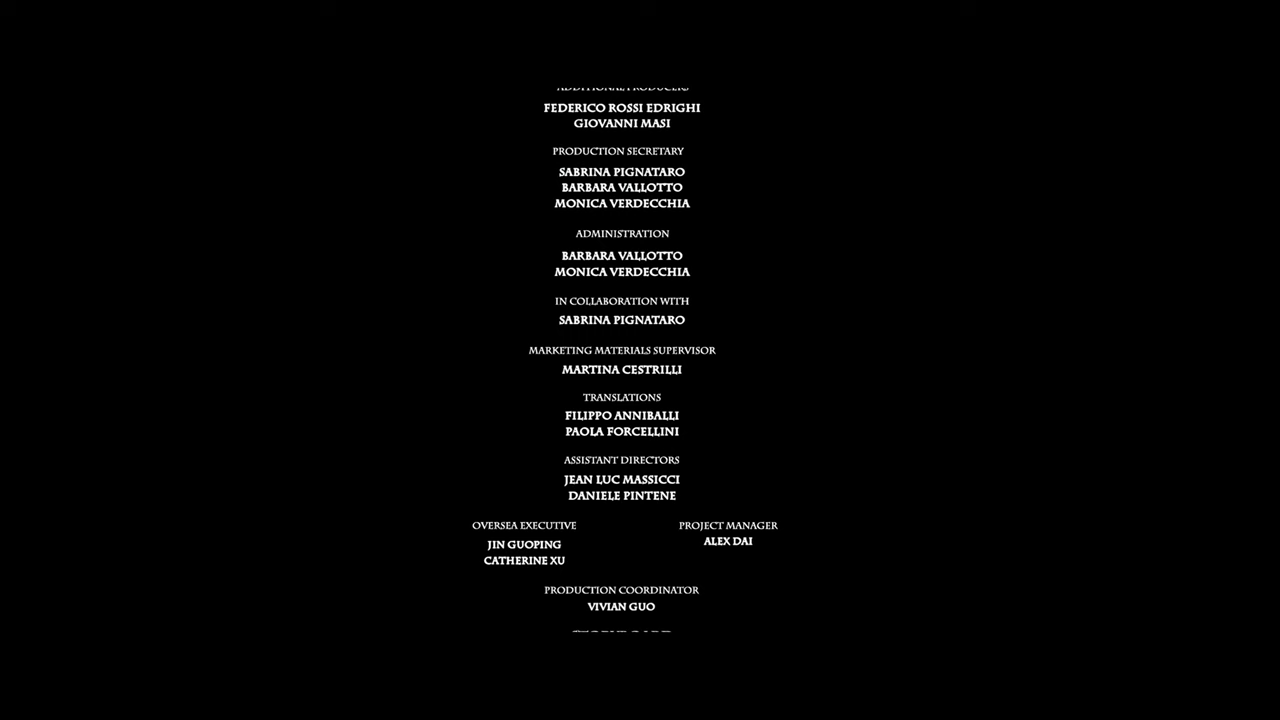 FEDERICO ROSSI EDRIGHI
GIOVANNI MASI
PRODUCTION SECRETARY
SABRINA PIGNATARO
BARBARA VALLOTTO
MONICA VERDECCHIA
ADMINISTRATION
BARBARA VALLOTTO
MONICA VERDECCHIA
IN COLLABORATION WITH
SABRINA PIGNATARO
MARKETING MATERIALS SUPERVISOR
MARTINA CESTRILLI
TRANSLATIONS
FILIPPO ANNIBALLI
PAOLA FORCELLINI
ASSISTANT DIRECTORS
JEAN LUC MASSICCI
DANIELE PINTENE
OVERSEA EXECUTIVE
JIN GUOPING
CATHERINE XU
PROJECT MANAGER
ALEX DAI
PRODUCTION COORDINATOR
VIVIAN GUO